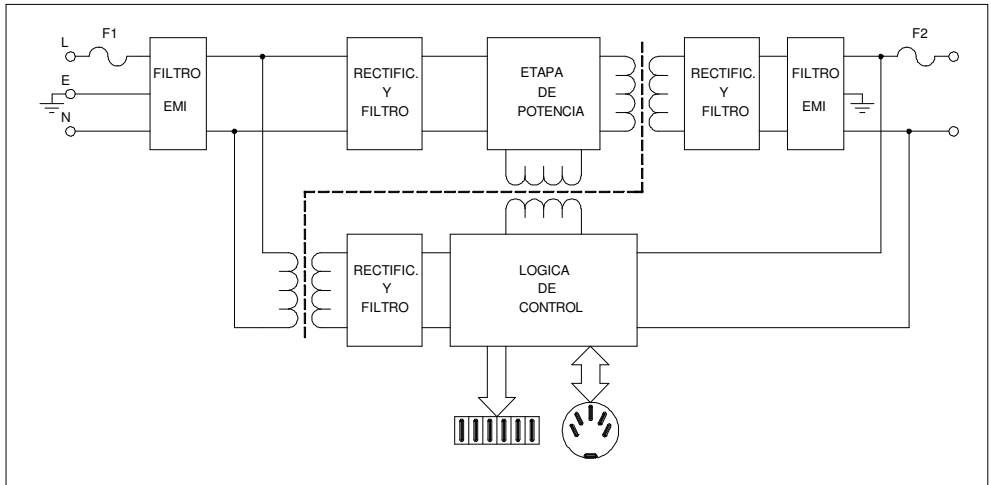 F1
F2
L
E
N
FILTRO
EMI
RECTIFIC.
Y
FILTRO
ETAPA
DE
POTENCIA
RECTIFIC.
Y
FILTRO
FILTRO
EMI
RECTIFIC.
Y
FILTRO
LOGICA
DE
CONTROL